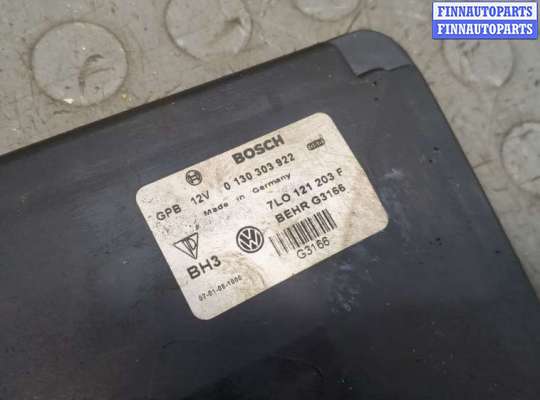 FINNAUTOPARTS
FINNAUTOPARTS
BOSCH
GPB 12V 0 130 303 922
Made in Germany
7L0 121 203 F
BEHR G3166
BH3
G3166